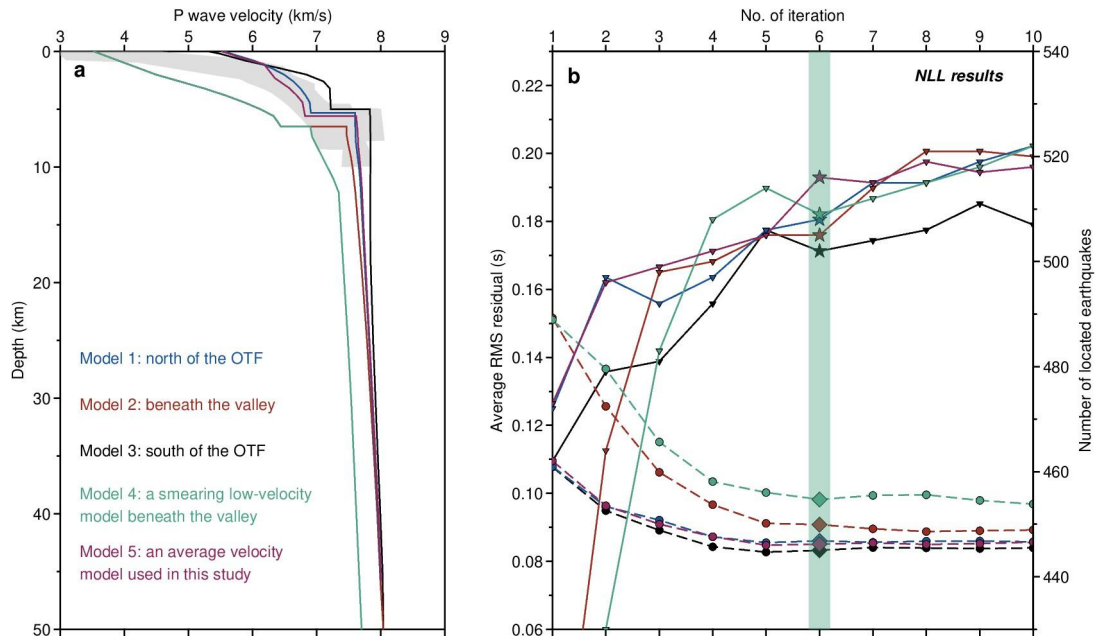 P wave velocity (km/s)
3 4 5 6 7 8 9
a
0
10
20
30
40
50
Depth (km)
Model 1: north of the OTF
Model 2: beneath the valley
Model 3: south of the OTF
Model 4: a smearing low-velocity
model beneath the valley
Model 5: an average velocity
model used in this study
No. of iteration
1 2 3 4 5 6 7 8 9 10
b
NLL results
0.22
0.20
0.18
0.16
0.14
0.12
0.10
0.08
0.06
Average RMS residual (s)
540
520
500
480
460
440
Number of located earthquakes